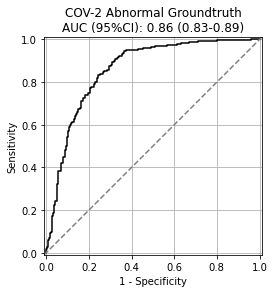 COV-2 Abnormal Groundtruth
AUC (95%CI): 0.86 (0.83-0.89)
1.0
0.8
0.6
0.4
0.2
0.0
Sensitivity
0.0 0.2 0.4 0.6 0.8 1.0
1 - Specificity